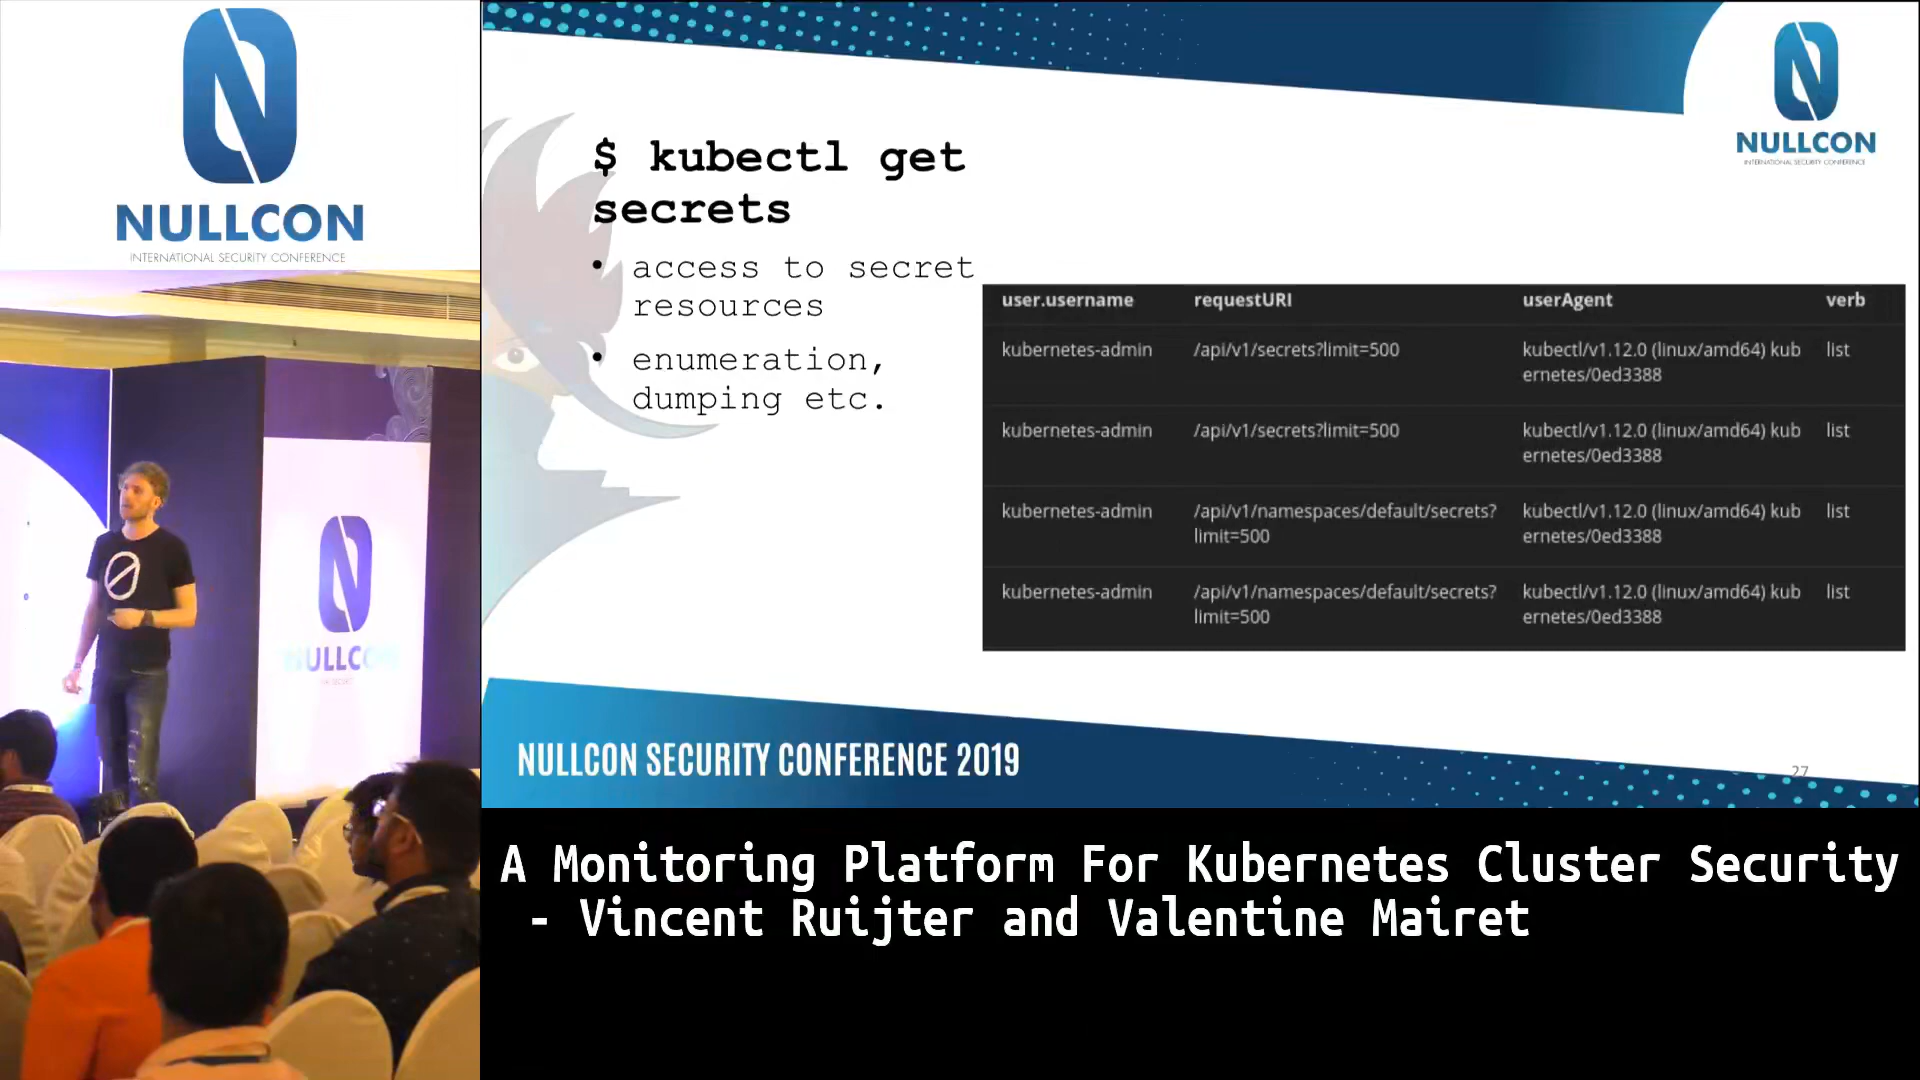 NULLCON
INTERNATIONAL SECURITY CONFERENCE
NULLCON
INTERNATIONAL SECURITY CONFERENCE
$ kubectl get
secrets
• access to secret
resources
• enumeration,
dumping etc.
user.username requestURI userAgent verb
kubernetes-admin /api/v1/secrets?limit=500 kubectl/v1.12.0 (linux/amd64) kub list
ernetes/0ed3388
kubernetes-admin /api/v1/secrets?limit=500 kubectl/v1.12.0 (linux/amd64) kub list
ernetes/0ed3388
kubernetes-admin /api/v1/namespaces/default/secrets? kubectl/v1.12.0 (linux/amd64) kub list
limit=500 ernetes/0ed3388
kubernetes-admin /api/v1/namespaces/default/secrets? kubectl/v1.12.0 (linux/amd64) kub list
limit=500 ernetes/0ed3388
NULLCON SECURITY CONFERENCE 2019
27
A Monitoring Platform For Kubernetes Cluster Security
- Vincent Ruijter and Valentine Mairet